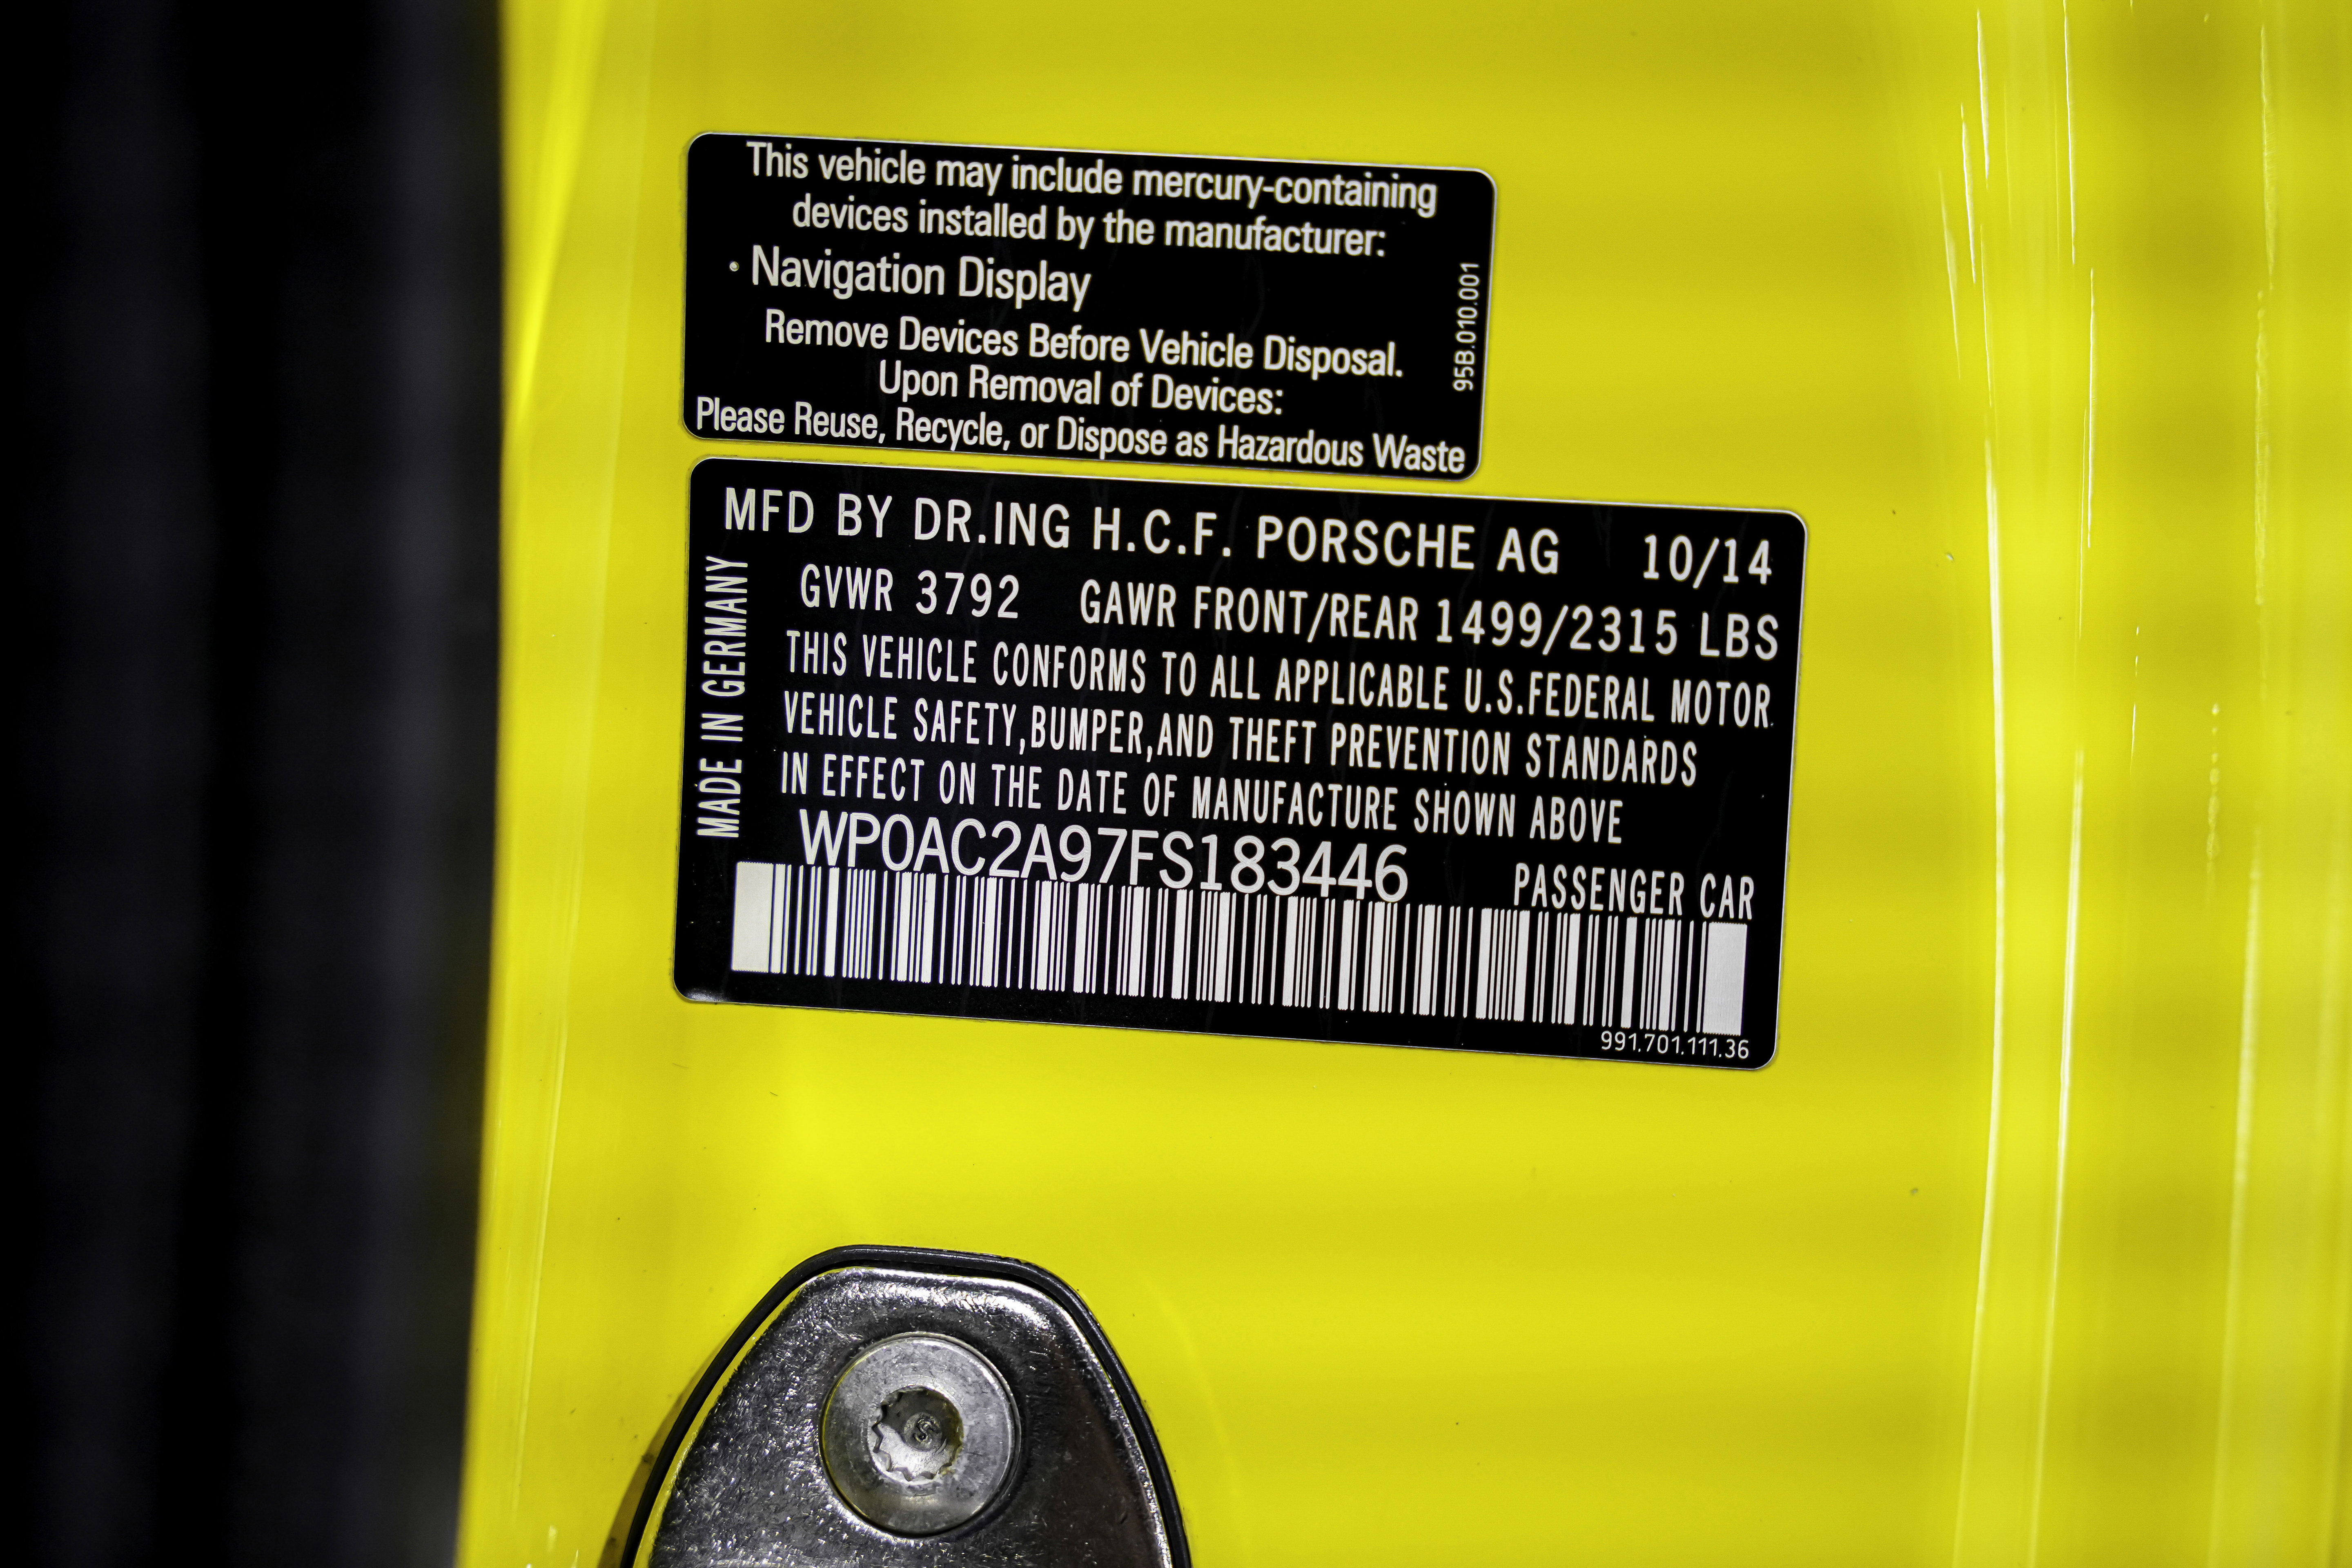 This vehicle may include mercury-containing
devices installed by the manufacturer:
· Navigation Display
Remove Devices Before Vehicle Disposal.
Upon Removal of Devices:
Please Reuse, Recycle, or Dispose as Hazardous Waste
95B.010.001
MFD BY DR.ING H.C.F. PORSCHE AG 10/14
GVWR 3792 GAWR FRONT/REAR 1499/2315 LBS
THIS VEHICLE CONFORMS TO ALL APPLICABLE U.S.FEDERAL MOTOR
VEHICLE SAFETY,BUMPER,AND THEFT PREVENTION STANDARDS
IN EFFECT ON THE DATE OF MANUFACTURE SHOWN ABOVE
WP0AC2A97FS183446 PASSENGER CAR
991.701.111.36
MADE IN GERMANY
S